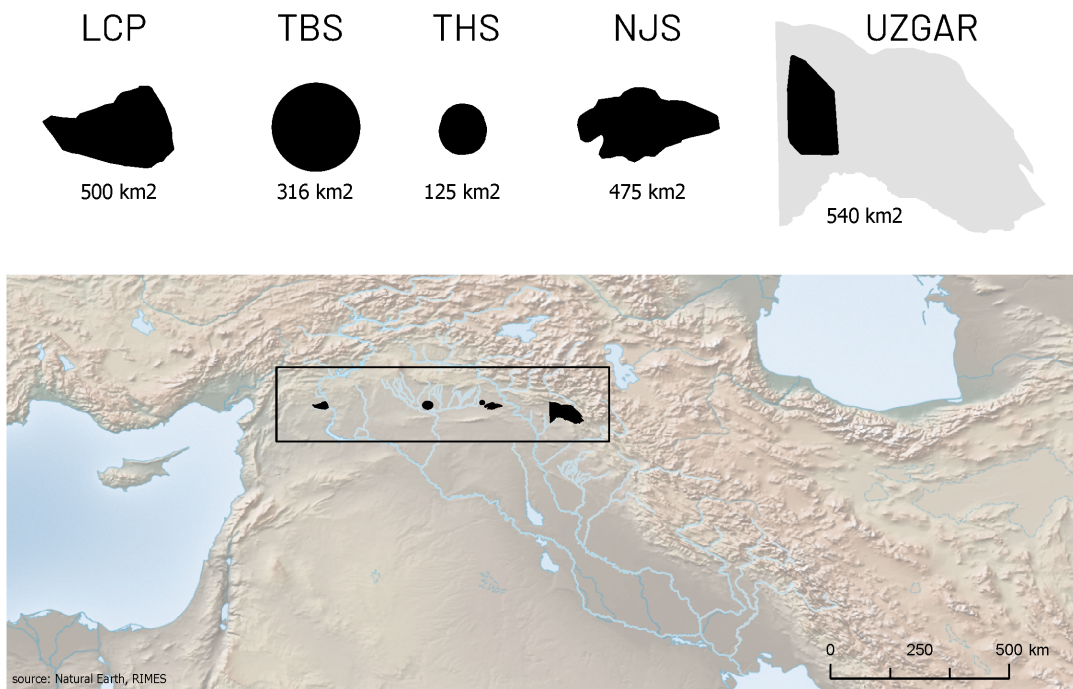 LCP TBS THS NJS UZGAR
500 km2 316 km2 125 km2 475 km2 540 km2
0 250 500 km
source: Natural Earth, RIMES